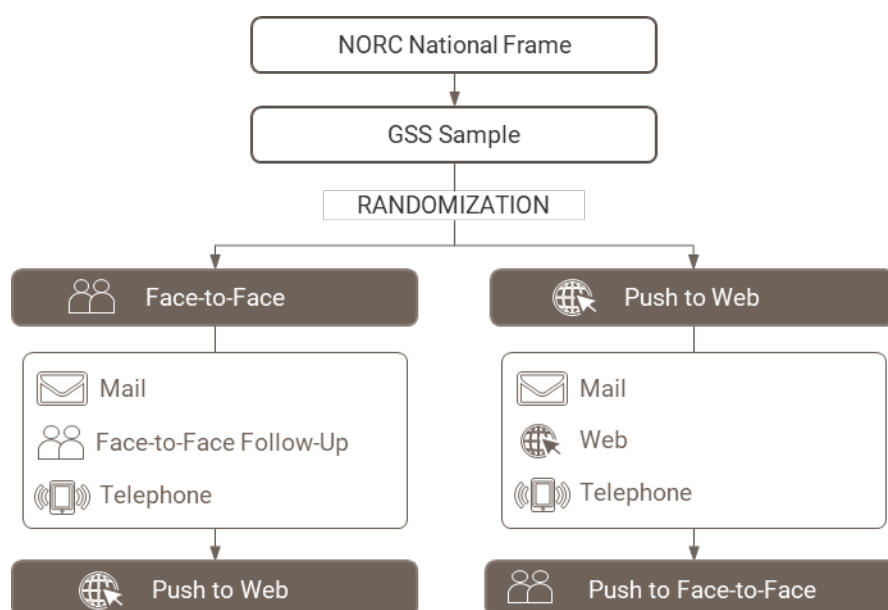 NORC National Frame
GSS Sample
RANDOMIZATION
Face-to-Face
Mail
Face-to-Face Follow-Up
Telephone
Push to Web
Push to Web
Mail
Web
Telephone
Push to Face-to-Face